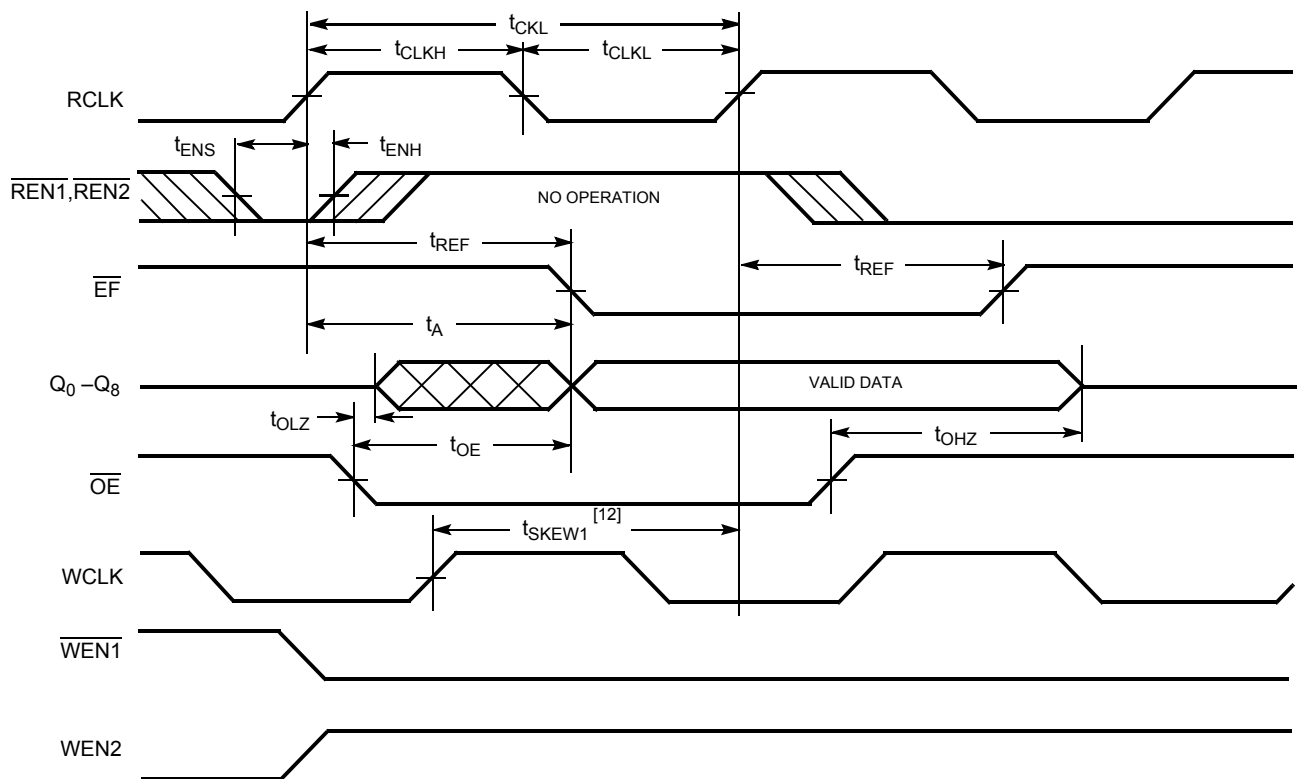 tCKL
tCLKH
tCLKL
RCLK
tENS
tENH
REN1,REN2
NO OPERATION
tREF
tREF
EF
tA
Q0 –Q8
VALID DATA
tOLZ
tOE
tOHZ
OE
tSKEW1 [12]
WCLK
WEN1
WEN2